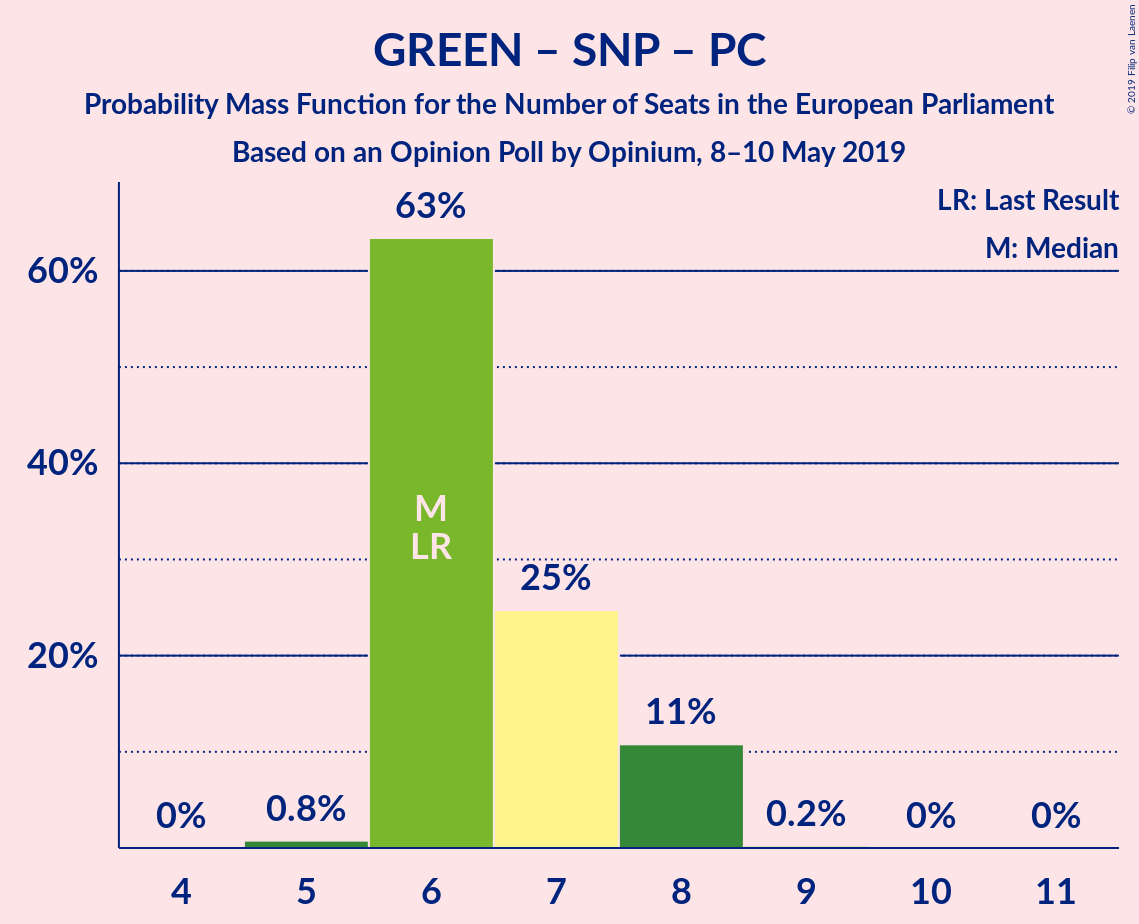 GREEN – SNP – PC
Probability Mass Function for the Number of Seats in the European Parliament
Based on an Opinion Poll by Opinium, 8–10 May 2019
© 2019 Filip van Laenen
LR: Last Result
M: Median
63%
60%
40%
M
LR
25%
20%
11%
0%
0.8%
0.2%
0%
0%
4
5
6
7
8
9
10
11